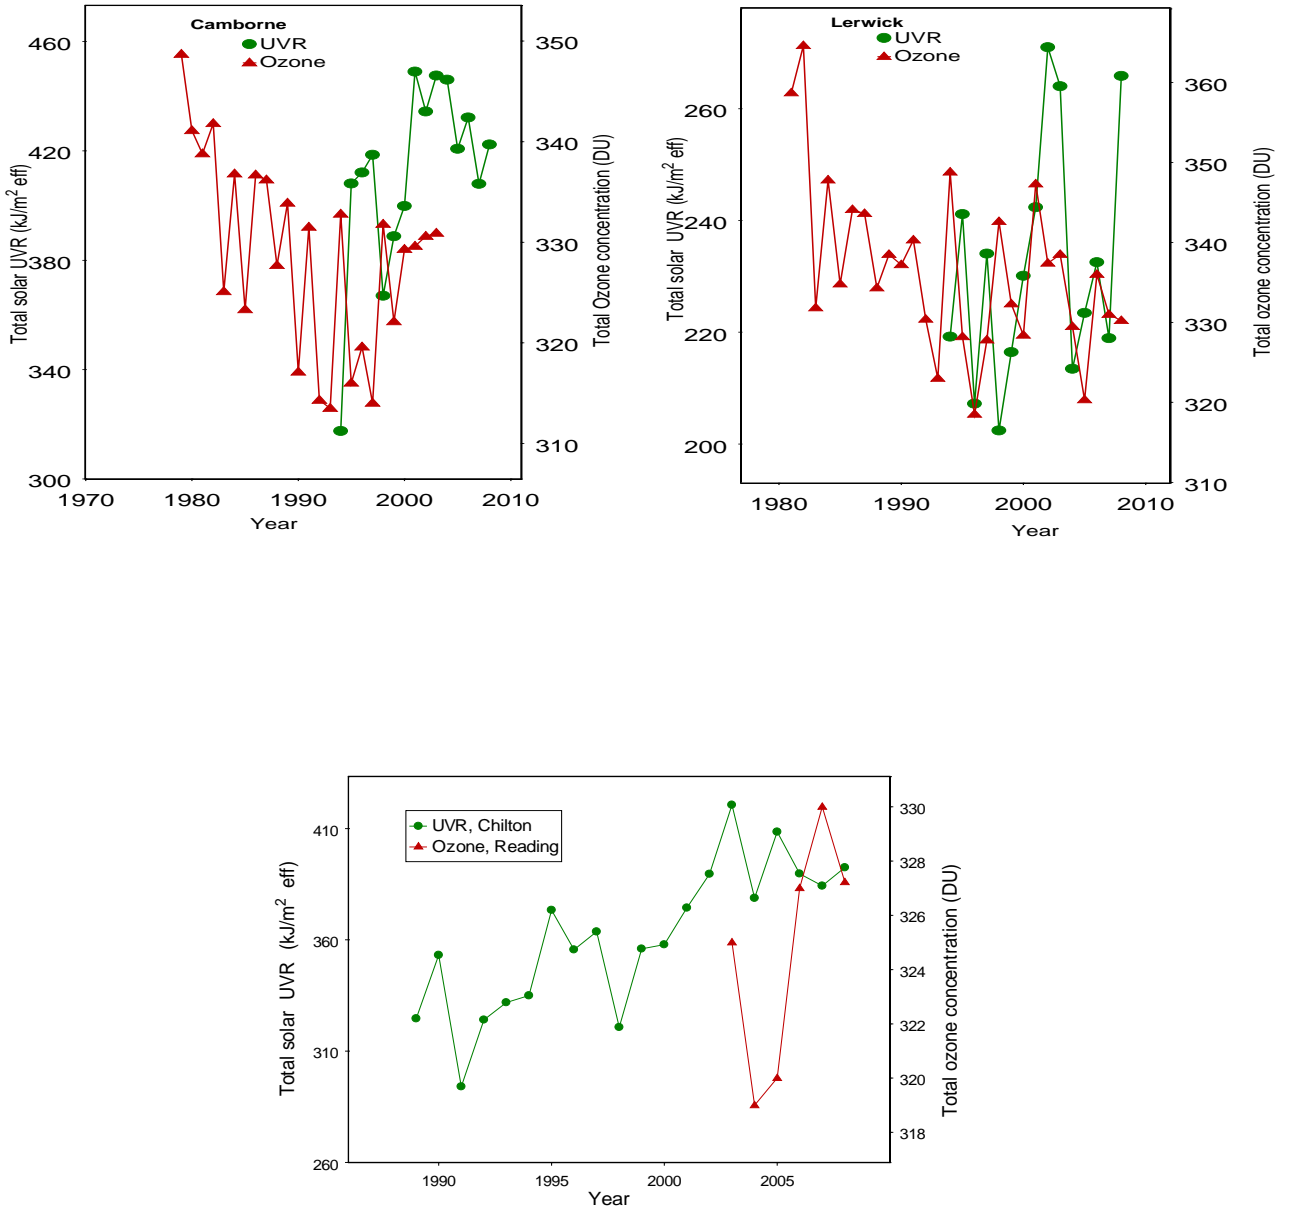 Camborne
UVR
Ozone
460
420
380
340
300
350
340
330
320
310
1970
1980
1990
2000
2010
Year
Total solar UVR (kJ/m² eff)
Total Ozone concentration (DU)
Lerwick
UVR
Ozone
260
240
220
200
360
350
340
330
320
310
1980
1990
2000
2010
Year
Total solar UVR (kJ/m² eff)
Total ozone concentration (DU)
UVR, Chilton
Ozone, Reading
410
360
310
260
330
328
326
324
322
320
318
1990
1995
2000
2005
Year
Total solar UVR (kJ/m² eff)
Total ozone concentration (DU)